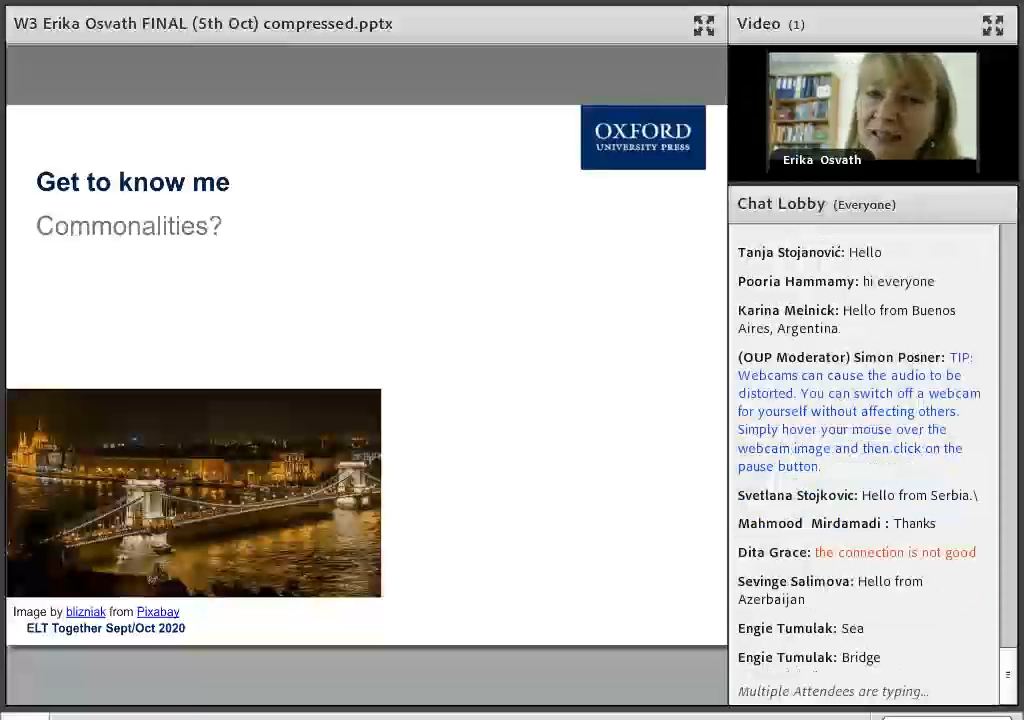 W3 Erika Osvath FINAL (5th Oct) compressed.pptx
OXFORD
UNIVERSITY PRESS
Get to know me
Commonalities?
Image by blizniak from Pixabay
ELT Together Sept/Oct 2020
Video (1)
Erika Osvath
Chat Lobby (Everyone)
Tanja Stojanović: Hello
Pooria Hammamy: hi everyone
Karina Melnick: Hello from Buenos
Aires, Argentina.
(OUP Moderator) Simon Posner: TIP:
Webcams can cause the audio to be
distorted. You can switch off a webcam
for yourself without affecting others.
Simply hover your mouse over the
webcam image and then click on the
pause button.
Svetlana Stojkovic: Hello from Serbia.\
Mahmood Mirdamadi : Thanks
Dita Grace: the connection is not good
Sevinge Salimova: Hello from
Azerbaijan
Engie Tumulak: Sea
Engie Tumulak: Bridge
Multiple Attendees are typing...